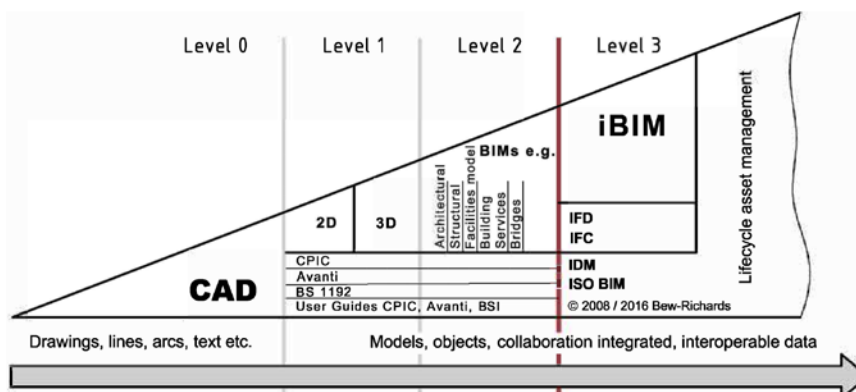 Level 0
Level 1
Level 2
Level 3
iBIM
BIMs e.g.
Architectural
Structural
Facilities model
Building
Services
Bridges
2D
3D
IFD
IFC
Lifecycle asset management
CAD
CPIC
Avanti
BS 1192
User Guides CPIC, Avanti, BSI
IDM
ISO BIM
© 2008 / 2016 Bew-Richards
Drawings, lines, arcs, text etc.
Models, objects, collaboration integrated, interoperable data